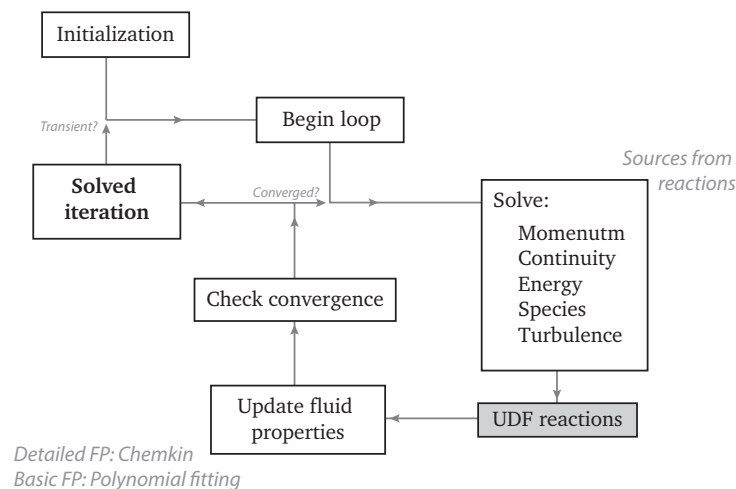 Initialization
Transient?
Begin loop
Sources from
reactions
Solved
iteration
Converged?
Solve:
Momenutm
Continuity
Energy
Species
Turbulence
Check convergence
Update fluid
properties
UDF reactions
Detailed FP: Chemkin
Basic FP: Polynomial fitting